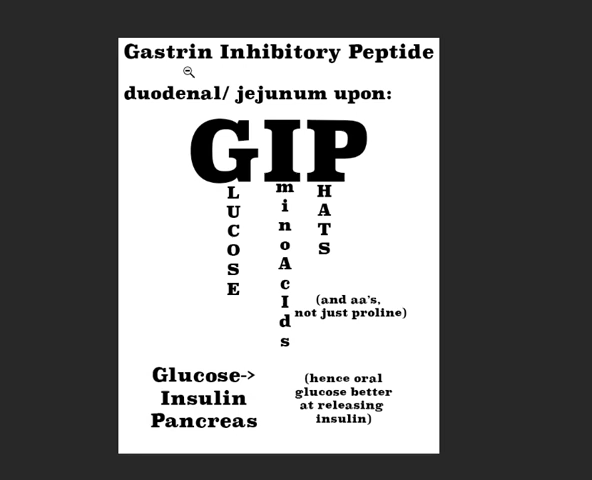 Gastrin Inhibitory Peptide
duodenal/ jejunum upon:
GIP
LUCOSE
minoAcIds
HATS
(and aa's,
not just proline)
Glucose->
Insulin
Pancreas
(hence oral
glucose better
at releasing
insulin)